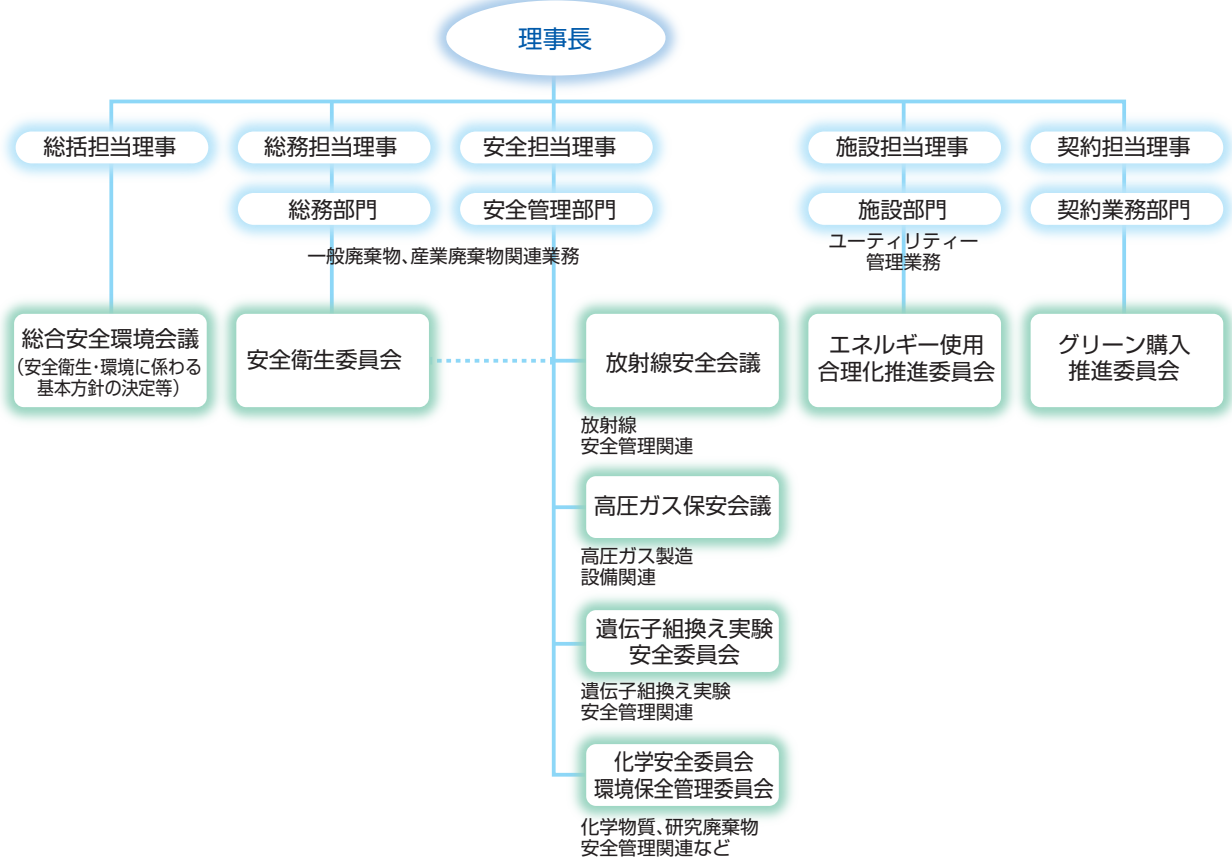 理事長
総括担当理事
総務担当理事
安全担当理事
施設担当理事
契約担当理事
総務部門
安全管理部門
施設部門
契約業務部門
一般廃棄物、産業廃棄物関連業務
ユーティリティー
管理業務
総合安全環境会議
（安全衛生・環境に係わる
基本方針の決定等）
安全衛生委員会
放射線安全会議
エネルギー使用
合理化推進委員会
グリーン購入
推進委員会
放射線
安全管理関連
高圧ガス保安会議
高圧ガス製造
設備関連
遺伝子組換え実験
安全委員会
遺伝子組換え実験
安全管理関連
化学安全委員会
環境保全管理委員会
化学物質、研究廃棄物
安全管理関連など